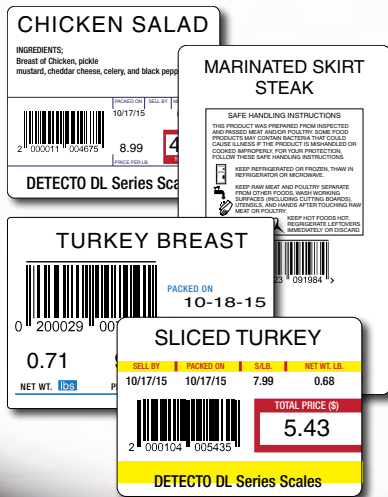 CHICKEN SALAD
INGREDIENTS;
Breast of Chicken, pickle
mustard, cheddar cheese, celery, and black pepp
PACKED ON SELL BY
10/17/15
8.99
PRICE PER LB
2 000011 004675
DETECTO DL Series Sca
MARINATED SKIRT
STEAK
SAFE HANDLING INSTRUCTIONS
THIS PRODUCT WAS PREPARED FROM INSPECTED
AND PASSED MEAT AND/OR POULTRY. SOME FOOD
PRODUCTS MAY CONTAIN BACTERIA THAT COULD
CAUSE ILLNESS IF THE PRODUCT IS MISHANDLED OR
COOKED IMPROPERLY, FOR YOUR PROTECTION,
FOLLOW THESE SAFE HANDLING INSTRUCTIONS.
KEEP REFRIGERATED OR FROZEN, THAW IN
REFRIGERATOR OR MICROWAVE.
KEEP RAW MEAT AND POULTRY SEPARATE
FROM OTHER FOODS, WASH WORKING
SURFACES (INCLUDING CUTTING BOARDS),
UTENSILS, AND HANDS AFTER TOUCHING RAW
MEAT OR POULTRY.
KEEP HOT FOODS HOT,
REGRIGERATE LEFTOVERS
IMMEDIATELY OR DISCARD.
23 091984 >
TURKEY BREAST
PACKED ON
10-18-15
0 200029 00
0.71
NET WT. lbs
SLICED TURKEY
SELL BY PACKED ON $/LB. NET WT. LB.
10/17/15 10/17/15 7.99 0.68
TOTAL PRICE ($)
5.43
2 000104 005435
DETECTO DL Series Scales